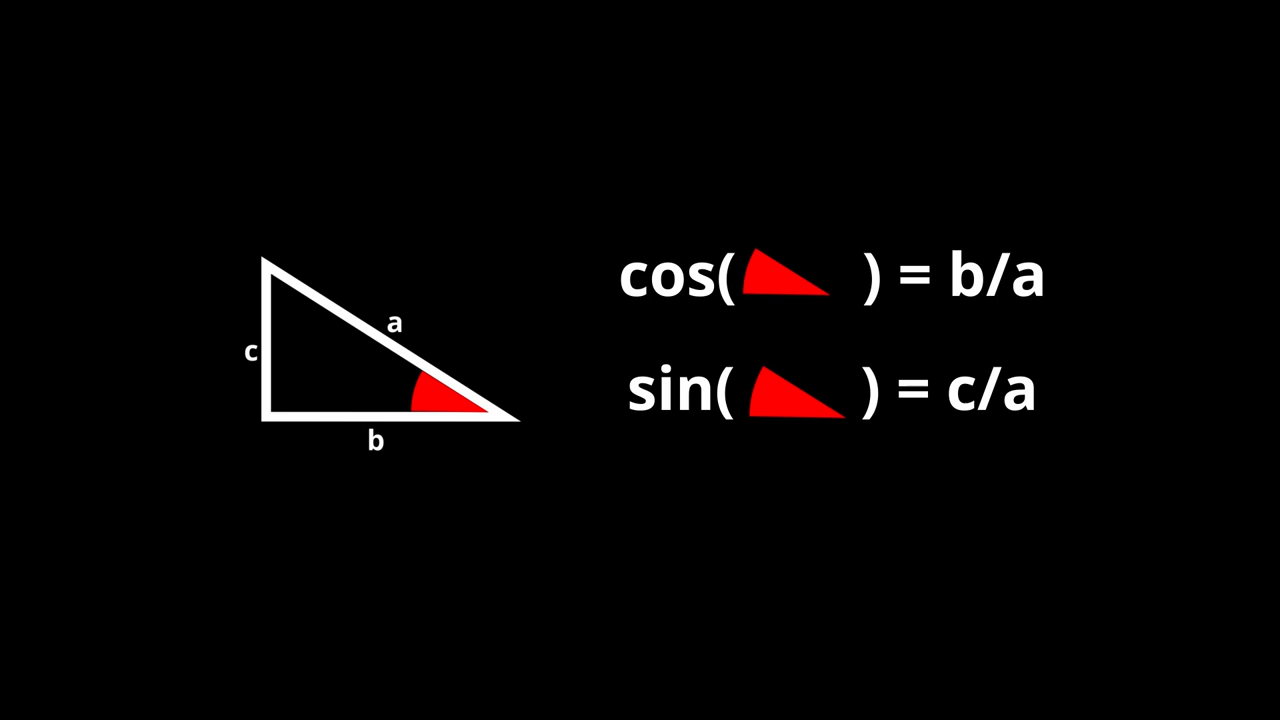 a
c
b
cos( ) = b/a
sin( ) = c/a